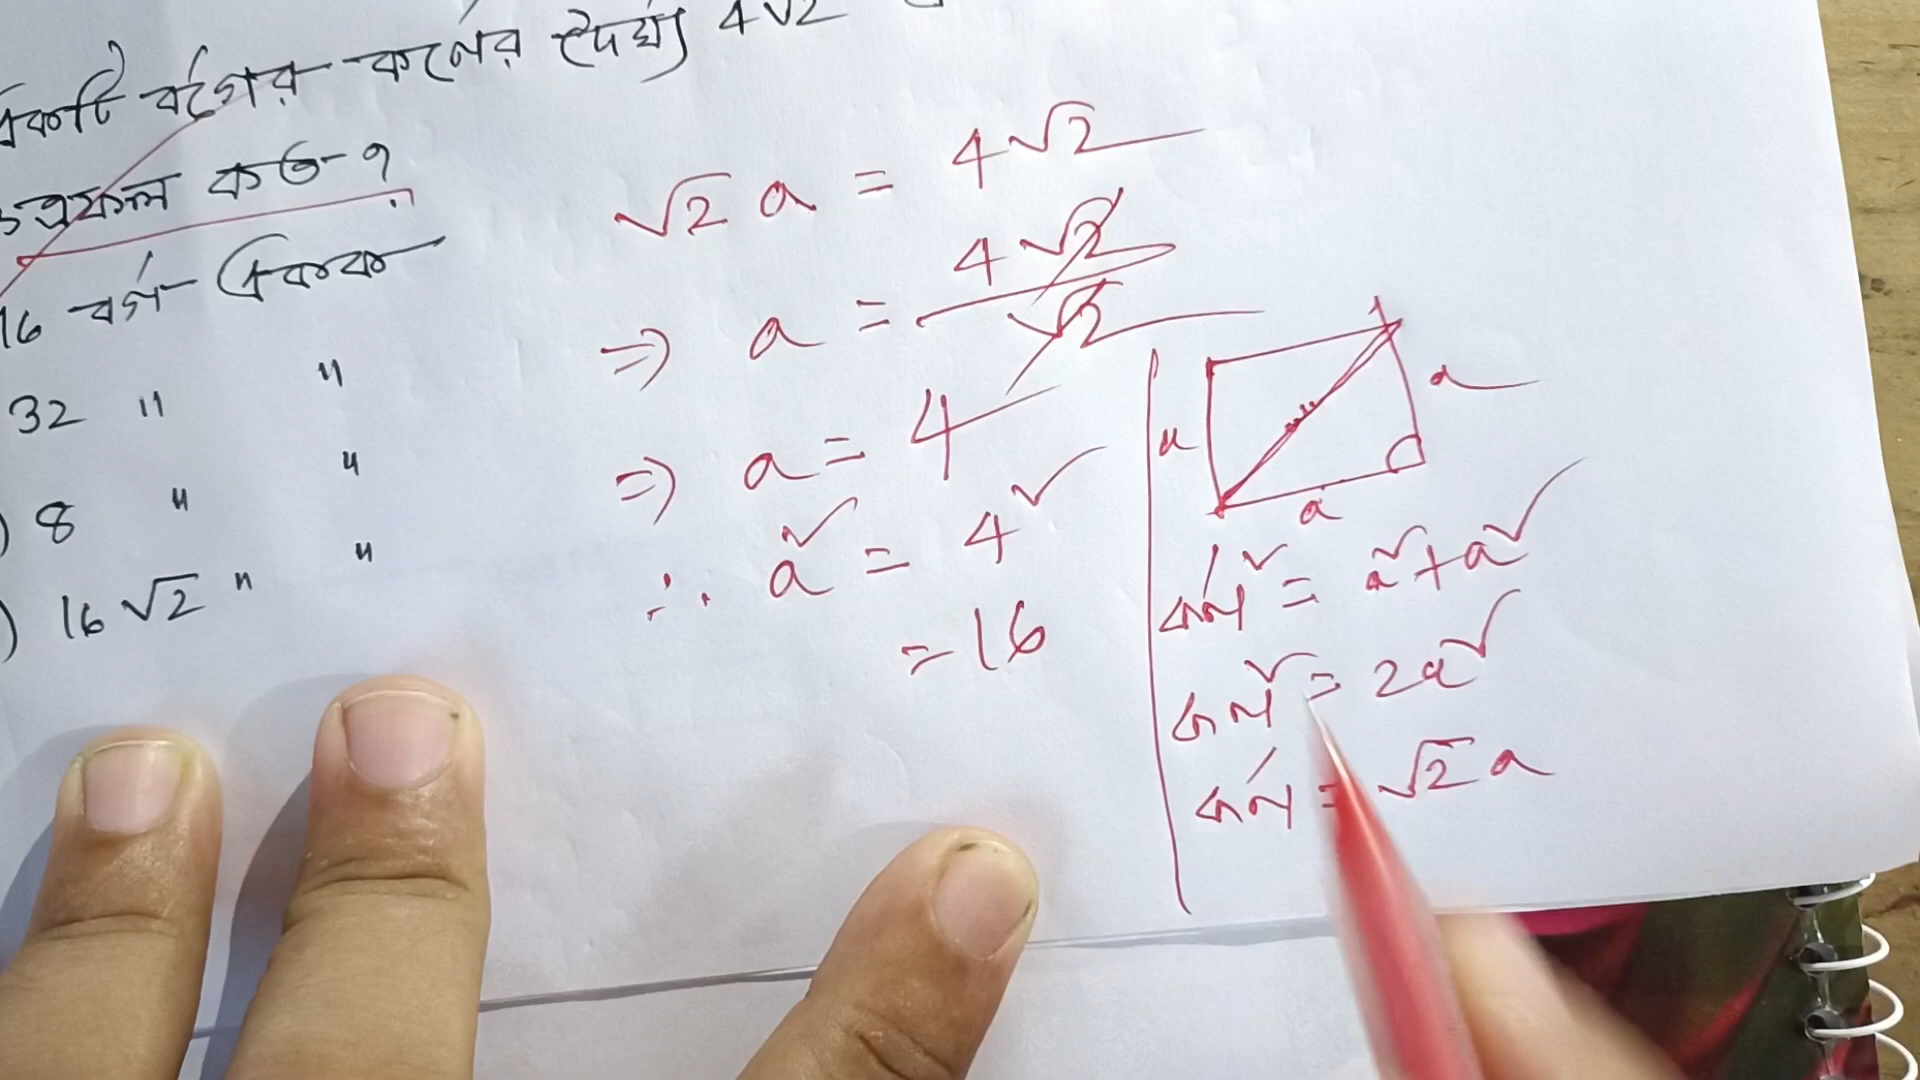 একটি বর্গের কর্ণের দৈর্ঘ্য 4√2
ক্ষেত্রফল কত?
16 বর্গ একক
32 " "
8 " "
16√2 " "
√2 a = 4√2
⇒ a = 4√2 / √2
⇒ a = 4
∴ a² = 4²
= 16
a
a
a
কর্ণ² = a² + a²
কর্ণ² = 2a²
কর্ণ = √2 a